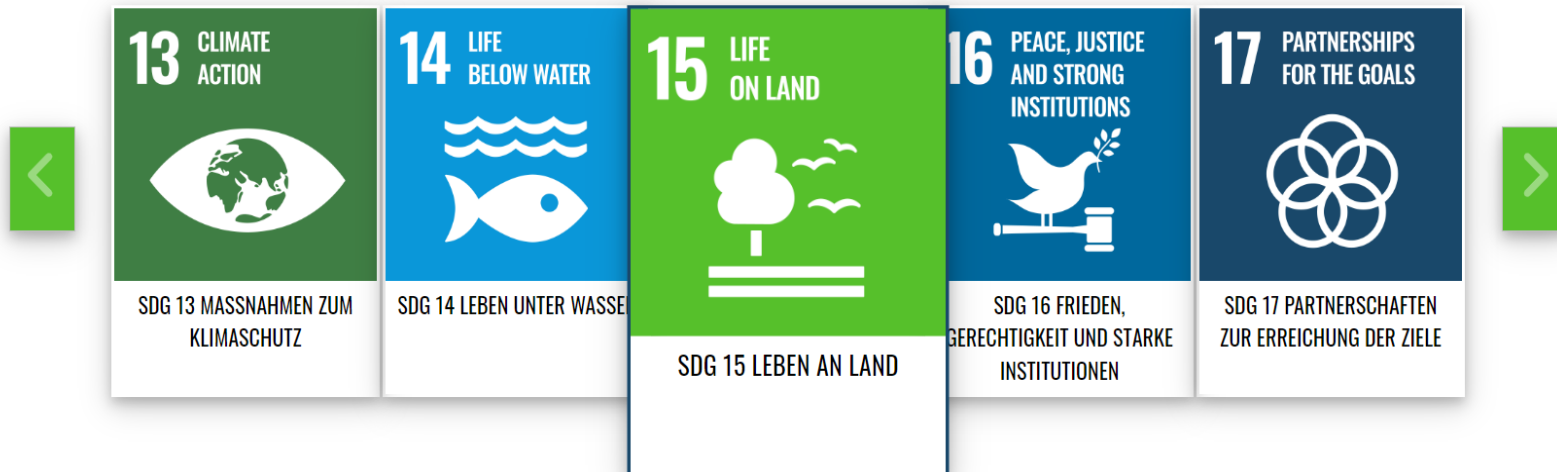 13 CLIMATE
ACTION
SDG 13 MASSNAHMEN ZUM
KLIMASCHUTZ
14 LIFE
BELOW WATER
SDG 14 LEBEN UNTER WASSE
15 LIFE
ON LAND
SDG 15 LEBEN AN LAND
16 PEACE, JUSTICE
AND STRONG
INSTITUTIONS
SDG 16 FRIEDEN,
GERECHTIGKEIT UND STARKE
INSTITUTIONEN
17 PARTNERSHIPS
FOR THE GOALS
SDG 17 PARTNERSCHAFTEN
ZUR ERREICHUNG DER ZIELE